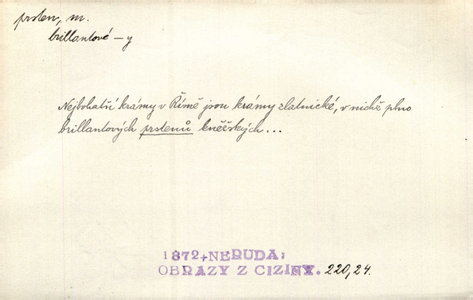 prsten, m.
brillantové – y
Nejbohatší krámy v Římě jsou krámy zlatnické, v nichž plno
brillantových prstenů kněžských...
1872+NERUDA;
OBRAZY Z CIZINY. 220,24.